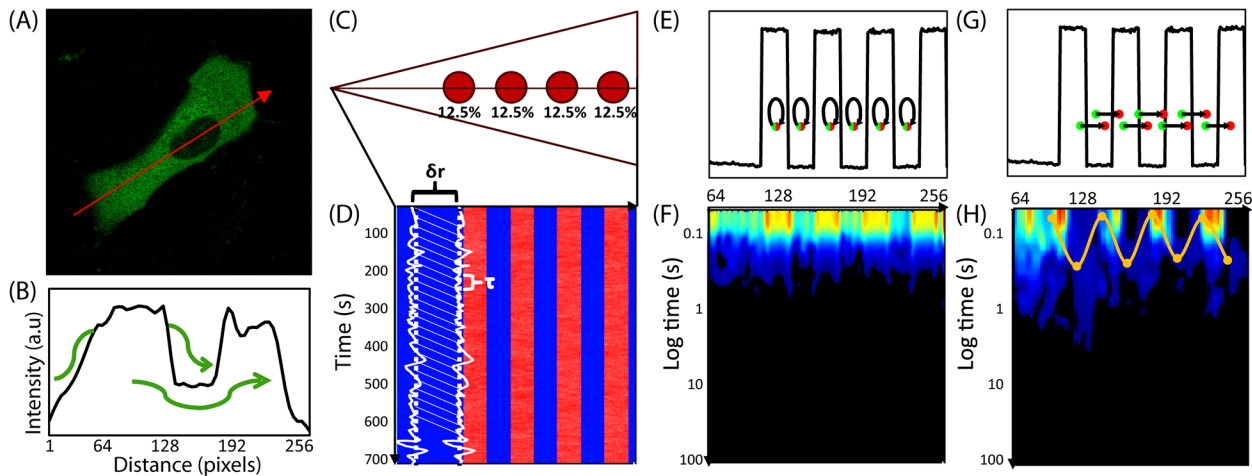 (A)
(B)
Intensity (a.u)
1 64 128 192 256
Distance (pixels)
(C)
12.5% 12.5% 12.5% 12.5%
δr
(D)
τ
Time (s)
100
200
300
400
500
600
700
(E)
64 128 192 256
(F)
Log time (s)
0.1
1
10
100
(G)
64 128 192 256
(H)
Log time (s)
0.1
1
10
100